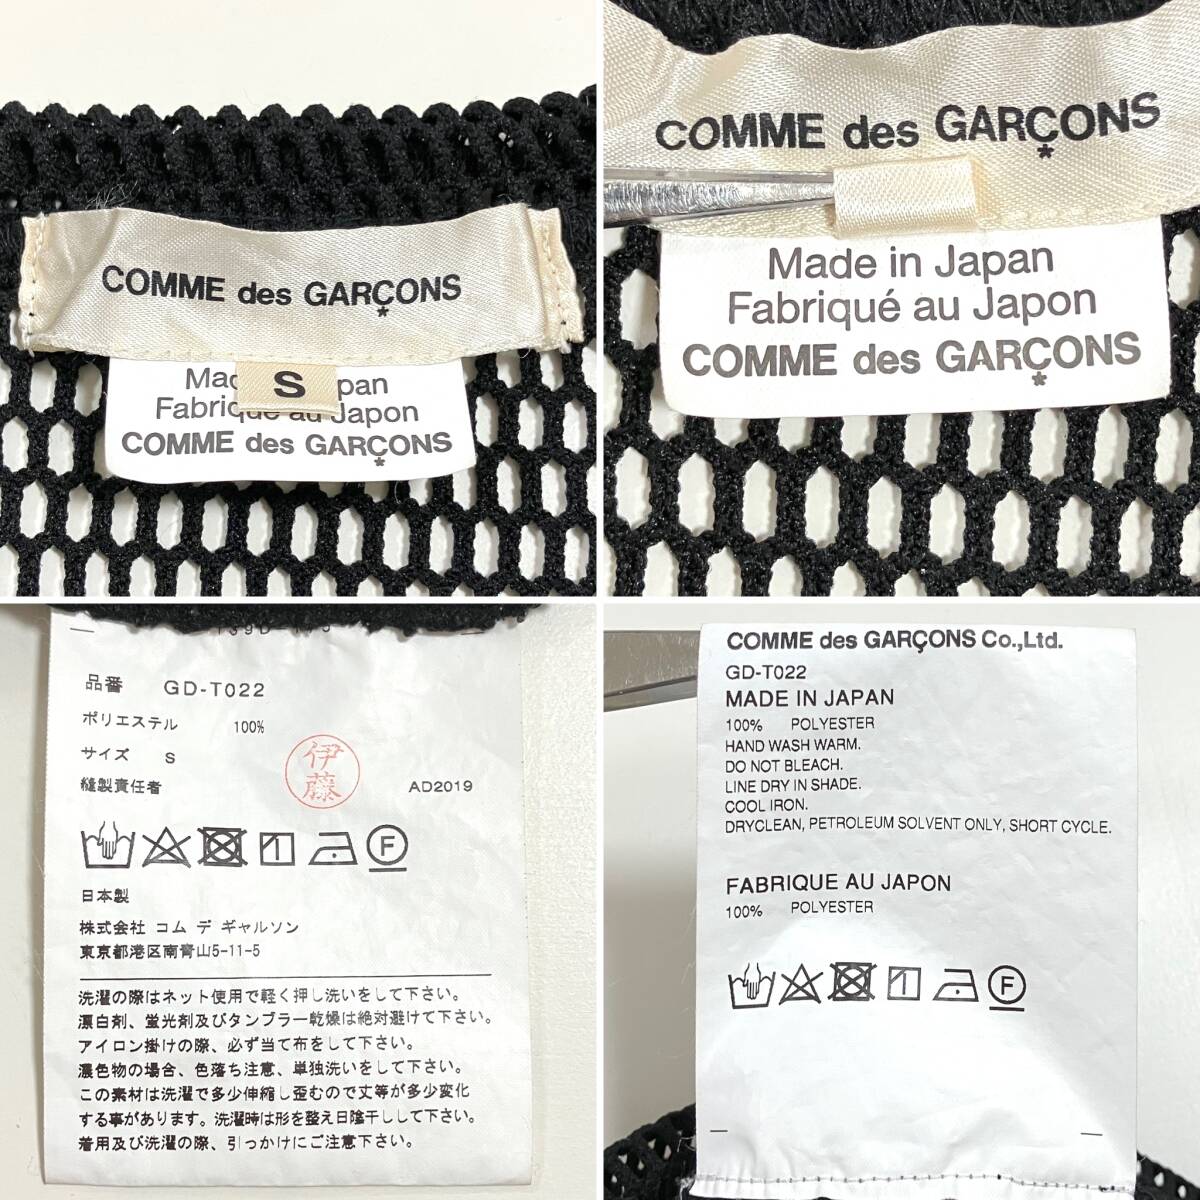 COMME des GARÇONS
*
S
Fabriqué au Japon
COMME des GARÇONS
*
COMME des GARÇONS
*
Made in Japan
Fabriqué au Japon
COMME des GARÇONS
*
品番 GD-T022
ポリエステル 100%
サイズ S
縫製責任者 伊藤 AD2019
日本製
株式会社 コム デ ギャルソン
東京都港区南青山5-11-5
洗濯の際はネット使用で軽く押し洗いをして下さい。
漂白剤、蛍光剤及びタンブラー乾燥は絶対避けて下さい。
アイロン掛けの際、必ず当て布をして下さい。
濃色物の場合、色落ち注意、単独洗いをして下さい。
この素材は洗濯で多少伸縮し歪むので丈等が多少変化
する事があります。洗濯時は形を整え日陰干しして下さい。
着用及び洗濯の際、引っかけにご注意下さい。
COMME des GARÇONS Co.,Ltd.
GD-T022
MADE IN JAPAN
100% POLYESTER
HAND WASH WARM.
DO NOT BLEACH.
LINE DRY IN SHADE.
COOL IRON.
DRYCLEAN, PETROLEUM SOLVENT ONLY, SHORT CYCLE.
FABRIQUE AU JAPON
100% POLYESTER
F
F